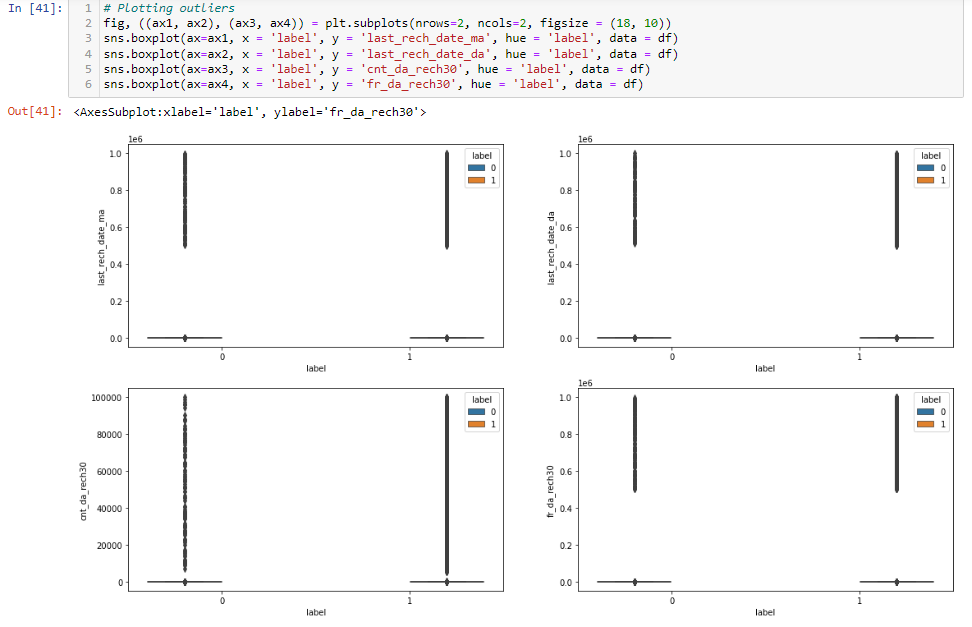 In [41]:
1 # Plotting outliers
2 fig, ((ax1, ax2), (ax3, ax4)) = plt.subplots(nrows=2, ncols=2, figsize = (18, 10))
3 sns.boxplot(ax=ax1, x = 'label', y = 'last_rech_date_ma', hue = 'label', data = df)
4 sns.boxplot(ax=ax2, x = 'label', y = 'last_rech_date_da', hue = 'label', data = df)
5 sns.boxplot(ax=ax3, x = 'label', y = 'cnt_da_rech30', hue = 'label', data = df)
6 sns.boxplot(ax=ax4, x = 'label', y = 'fr_da_rech30', hue = 'label', data = df)
Out[41]: <AxesSubplot:xlabel='label', ylabel='fr_da_rech30'>
1e6
1.0
0.8
0.6
0.4
0.2
0.0
last_rech_date_ma
label
0
1
0 1
label
1e6
1.0
0.8
0.6
0.4
0.2
0.0
last_rech_date_da
label
0
1
0 1
label
100000
80000
60000
40000
20000
0
cnt_da_rech30
label
0
1
0 1
label
1e6
1.0
0.8
0.6
0.4
0.2
0.0
fr_da_rech30
label
0
1
0 1
label